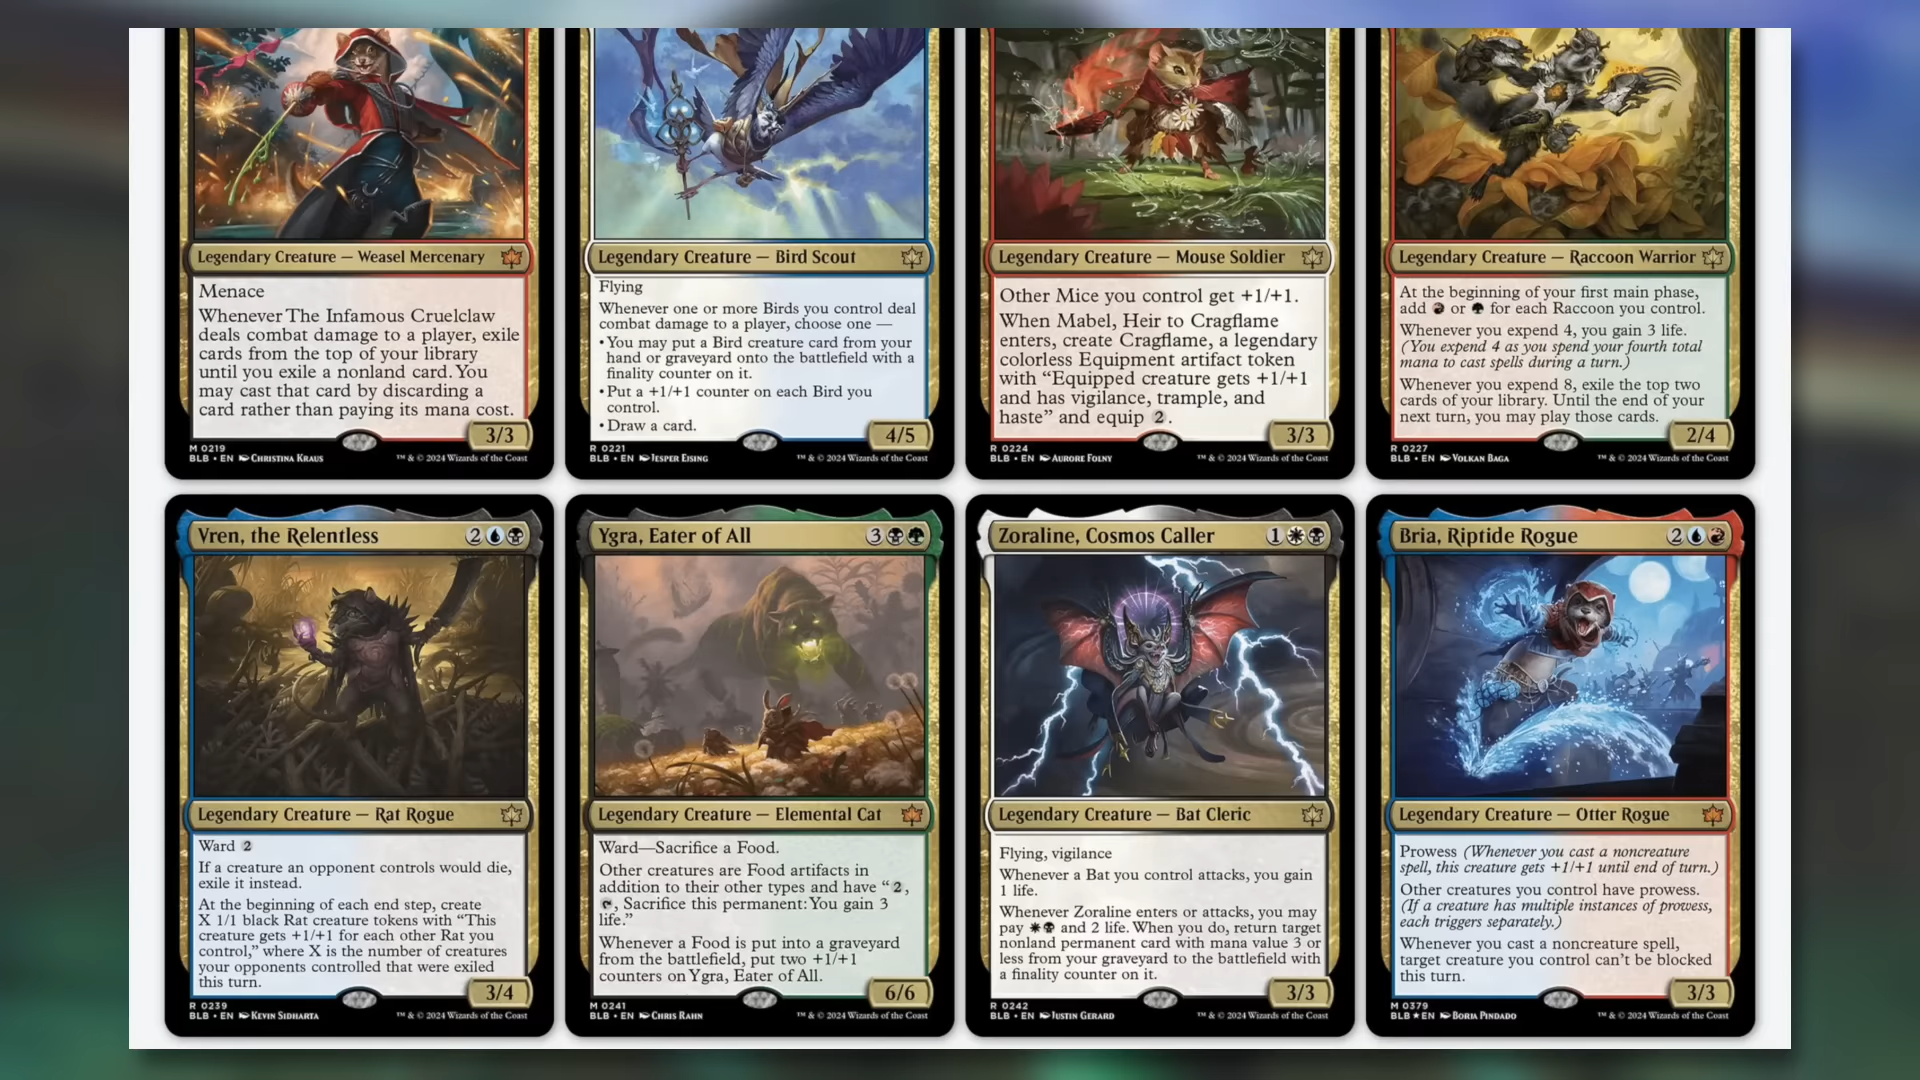 Legendary Creature — Weasel Mercenary
Menace
Whenever The Infamous Cruelclaw
deals combat damage to a player, exile
cards from the top of your library
until you exile a nonland card. You
may cast that card by discarding a
card rather than paying its mana cost.
3/3
M 0219
BLB • EN Christina Kraus
™ & © 2024 Wizards of the Coast
Legendary Creature — Bird Scout
Flying
Whenever one or more Birds you control deal
combat damage to a player, choose one —
• You may put a Bird creature card from your
hand or graveyard onto the battlefield with a
finality counter on it.
• Put a +1/+1 counter on each Bird you
control.
• Draw a card.
4/5
R 0221
BLB • EN Jesper Eising
™ & © 2024 Wizards of the Coast
Legendary Creature — Mouse Soldier
Other Mice you control get +1/+1.
When Mabel, Heir to Cragflame
enters, create Cragflame, a legendary
colorless Equipment artifact token
with “Equipped creature gets +1/+1
and has vigilance, trample, and
haste” and equip 2.
3/3
R 0224
BLB • EN Aurore Folny
™ & © 2024 Wizards of the Coast
Legendary Creature — Raccoon Warrior
At the beginning of your first main phase,
add or for each Raccoon you control.
Whenever you expend 4, you gain 3 life.
(You expend 4 as you spend your fourth total
mana to cast spells during a turn.)
Whenever you expend 8, exile the top two
cards of your library. Until the end of your
next turn, you may play those cards.
2/4
R 0227
BLB • EN Volkan Baga
™ & © 2024 Wizards of the Coast
Vren, the Relentless 2
Legendary Creature — Rat Rogue
Ward 2
If a creature an opponent controls would die,
exile it instead.
At the beginning of each end step, create
X 1/1 black Rat creature tokens with “This
creature gets +1/+1 for each other Rat you
control,” where X is the number of creatures
your opponents controlled that were exiled
this turn.
3/4
R 0239
BLB • EN Kevin Sidharta
™ & © 2024 Wizards of the Coast
Ygra, Eater of All 3
Legendary Creature — Elemental Cat
Ward—Sacrifice a Food.
Other creatures are Food artifacts in
addition to their other types and have “2,
, Sacrifice this permanent: You gain 3
life.”
Whenever a Food is put into a graveyard
from the battlefield, put two +1/+1
counters on Ygra, Eater of All.
6/6
M 0241
BLB • EN Chris Rahn
™ & © 2024 Wizards of the Coast
Zoraline, Cosmos Caller 1
Legendary Creature — Bat Cleric
Flying, vigilance
Whenever a Bat you control attacks, you gain
1 life.
Whenever Zoraline enters or attacks, you may
pay and 2 life. When you do, return target
nonland permanent card with mana value 3 or
less from your graveyard to the battlefield with
a finality counter on it.
3/3
R 0242
BLB • EN Justin Gerard
™ & © 2024 Wizards of the Coast
Bria, Riptide Rogue 2
Legendary Creature — Otter Rogue
Prowess (Whenever you cast a noncreature
spell, this creature gets +1/+1 until end of turn.)
Other creatures you control have prowess.
(If a creature has multiple instances of prowess,
each triggers separately.)
Whenever you cast a noncreature spell,
target creature you control can’t be blocked
this turn.
3/3
M 0379
BLB ★ EN Borja Pindado
™ & © 2024 Wizards of the Coast